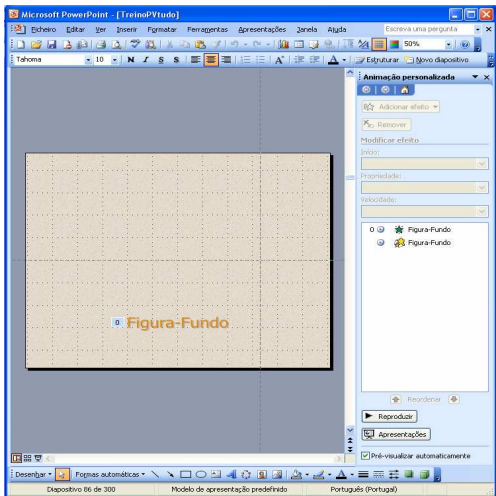 Microsoft PowerPoint - [TreinoPVtudo]
Ficheiro Editar Ver Inserir Formatar Ferramentas Apresentações Janela Ajuda Escreva uma pergunta
50%
Tahoma 10 N I S S Estruturar Novo diapositivo
Animação personalizada
Adicionar efeito
Remover
Modificar efeito
Início:
Propriedade:
Velocidade:
0 Figura-Fundo
Figura-Fundo
0 Figura-Fundo
Reordenar
Reproduzir
Apresentações
Pré-visualizar automaticamente
Desenhar Formas automáticas
Diapositivo 86 de 300 Modelo de apresentação predefinido Português (Portugal)